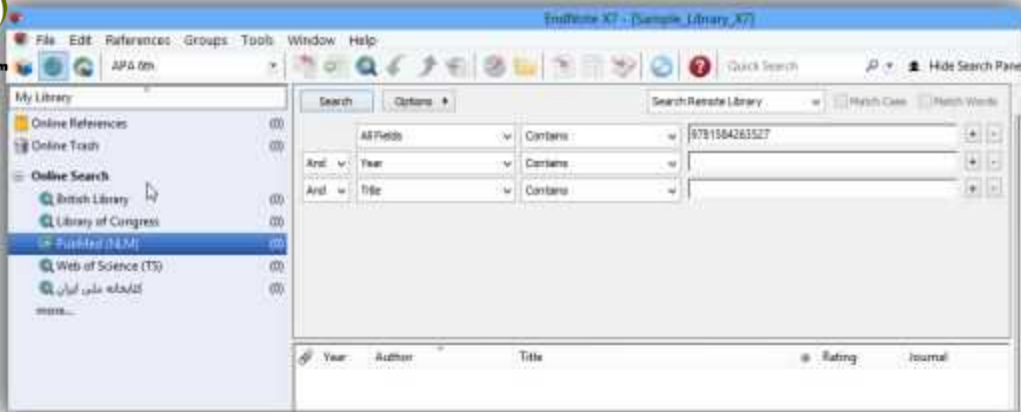 EndNote X7 - [Sample_Library_X7]
File Edit References Groups Tools Window Help
APA 6th
Quick Search
Hide Search Pane
My Library
Online References (0)
Online Trash (0)
Online Search
British Library (0)
Library of Congress (0)
PubMed (NLM) (0)
Web of Science (TS) (0)
کتابخانه ملی ایران (0)
more...
Search Options Search Remote Library Match Case Match Words
All Fields Contains 9781584263527
And Year Contains
And Title Contains
Year Author Title Rating Journal